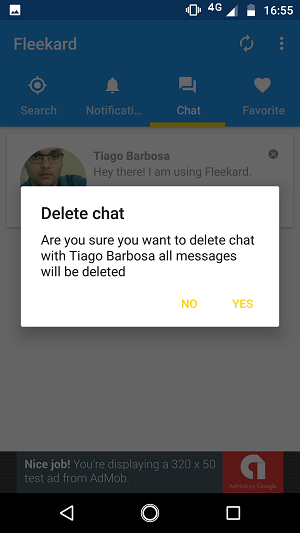 4G 16:55
Fleekard
Search Notificati... Chat Favorite
Tiago Barbosa
Hey there! I am using Fleekard.
Delete chat
Are you sure you want to delete chat
with Tiago Barbosa all messages
will be deleted
NO YES
Nice job! You're displaying a 320 x 50
test ad from AdMob.
AdMob by Google